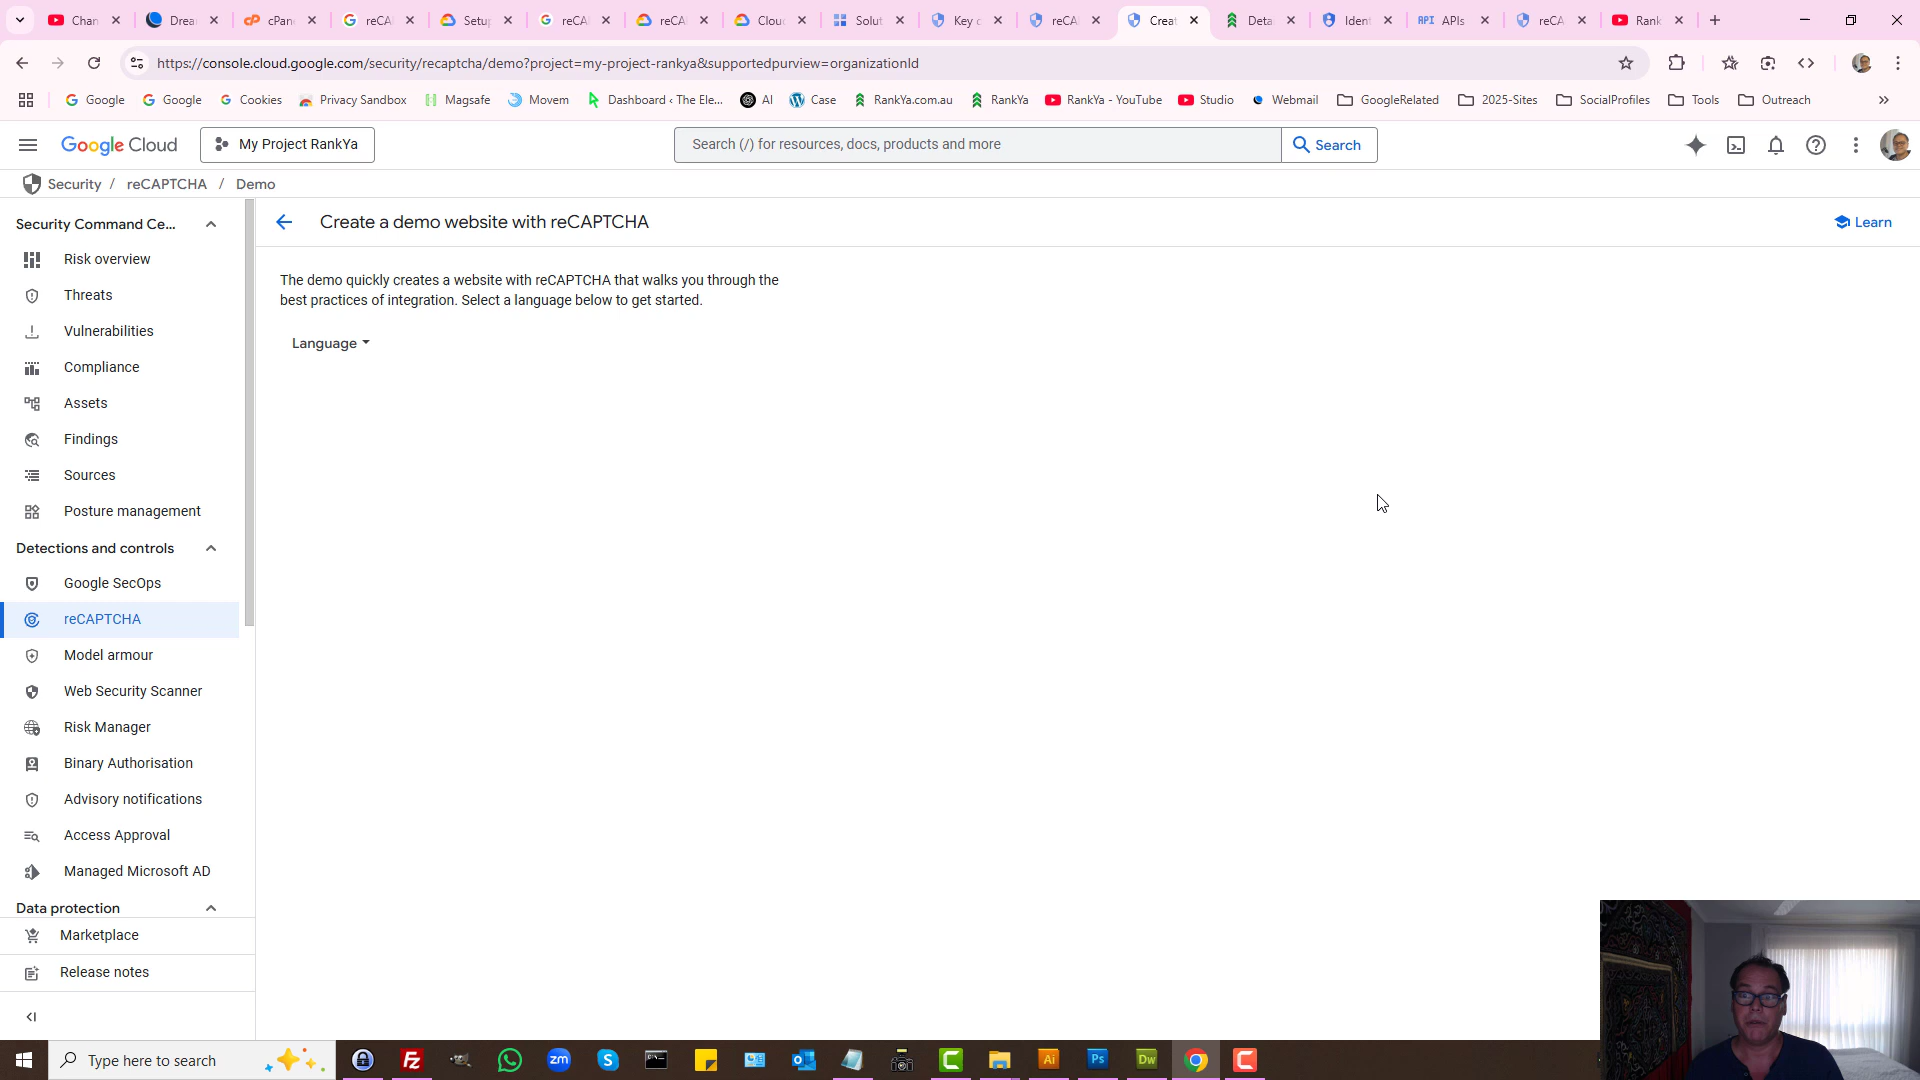 Chan
Drea
cPan
reCA
Setu
reCA
reCA
Clou
Solut
Key c
reCA
Creat
Deta
Iden
API APIs
reCA
Rank
https://console.cloud.google.com/security/recaptcha/demo?project=my-project-rankya&supportedpurview=organizationId
Google
Google
Cookies
Privacy Sandbox
Magsafe
Movem
Dashboard ‹ The Ele...
AI
Case
RankYa.com.au
RankYa
RankYa - YouTube
Studio
Webmail
GoogleRelated
2025-Sites
SocialProfiles
Tools
Outreach
Google Cloud
My Project RankYa
Search (/) for resources, docs, products and more
Search
Security / reCAPTCHA / Demo
Security Command Ce...
Risk overview
Threats
Vulnerabilities
Compliance
Assets
Findings
Sources
Posture management
Detections and controls
Google SecOps
reCAPTCHA
Model armour
Web Security Scanner
Risk Manager
Binary Authorisation
Advisory notifications
Access Approval
Managed Microsoft AD
Data protection
Marketplace
Release notes
Create a demo website with reCAPTCHA
Learn
The demo quickly creates a website with reCAPTCHA that walks you through the
best practices of integration. Select a language below to get started.
Language
Type here to search
Fz
zm
S
Ai
Ps
Dw